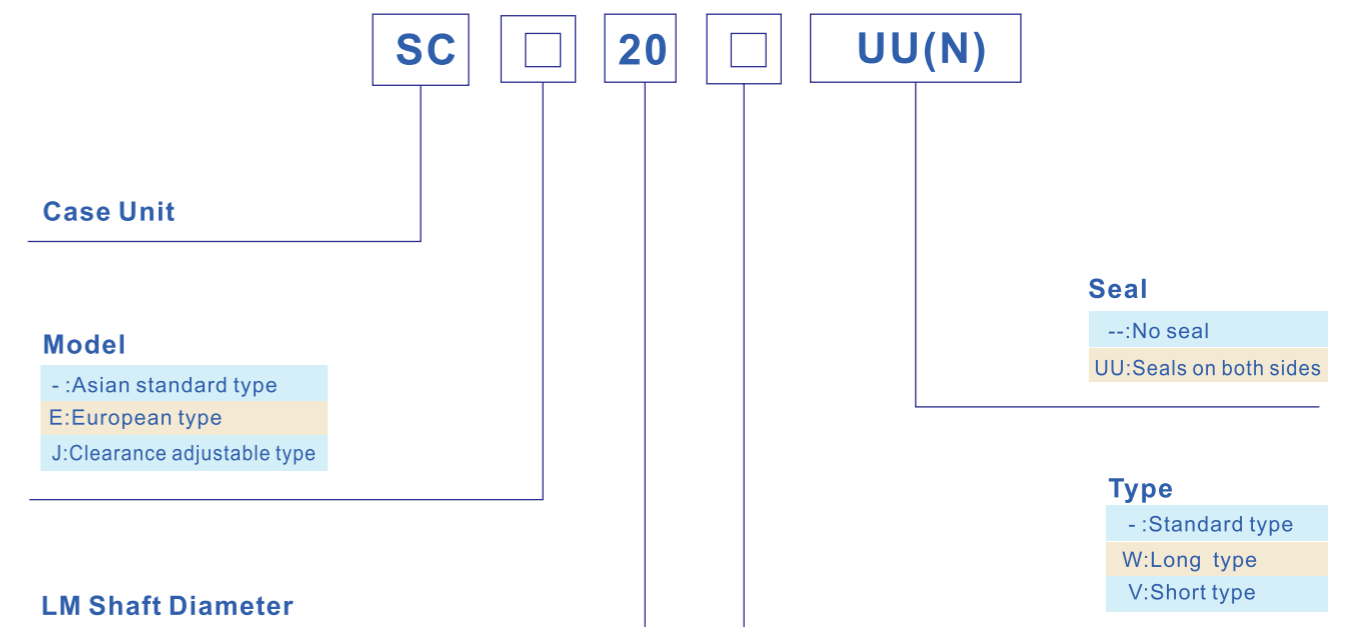 SC □ 20 □ UU(N)
Case Unit
Seal
--:No seal
UU:Seals on both sides
Model
- :Asian standard type
E:European type
J:Clearance adjustable type
Type
- :Standard type
W:Long type
V:Short type
LM Shaft Diameter